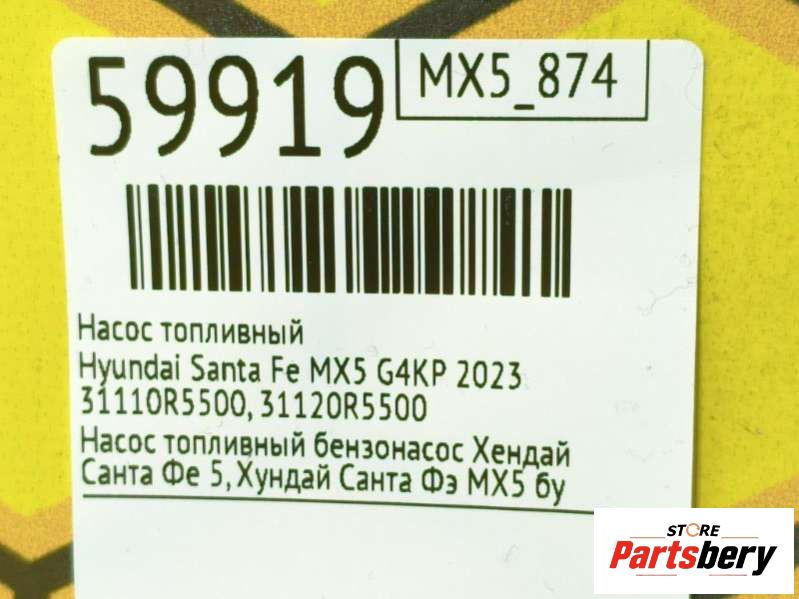 59919
MX5_874
Насос топливный
Hyundai Santa Fe MX5 G4KP 2023
31110R5500, 31120R5500
Насос топливный бензонасос Хендай
Санта Фе 5, Хундай Санта Фэ МХ5 бу
STORE
Partsbery